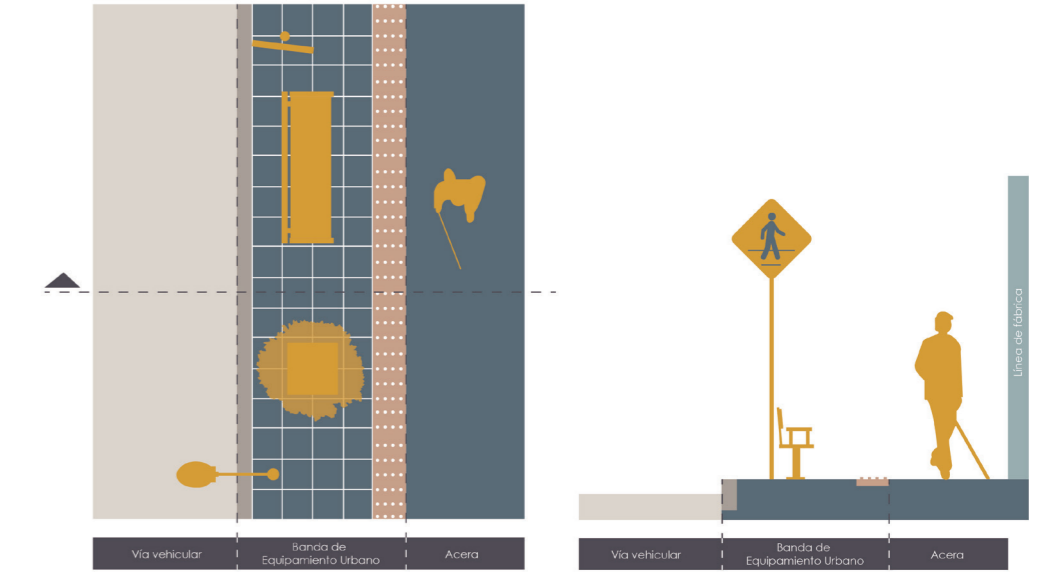 Línea de fábrica
Vía vehicular
Banda de
Equipamiento Urbano
Acera
Vía vehicular
Banda de
Equipamiento Urbano
Acera